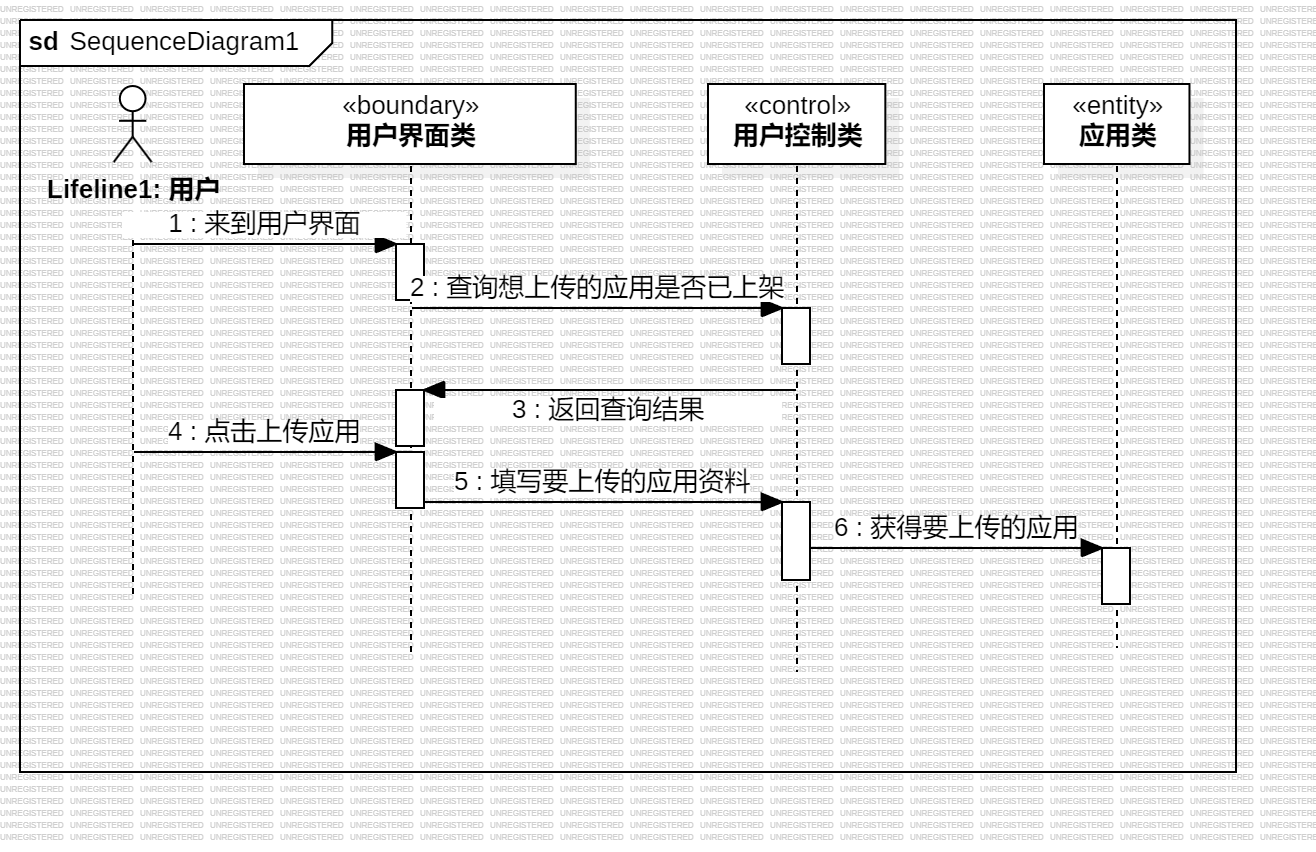 sd SequenceDiagram1
«boundary»
用户界面类
«control»
用户控制类
«entity»
应用类
Lifeline1: 用户
1 : 来到用户界面
2 : 查询想上传的应用是否已上架
3 : 返回查询结果
4 : 点击上传应用
5 : 填写要上传的应用资料
6 : 获得要上传的应用
UNREGISTERED